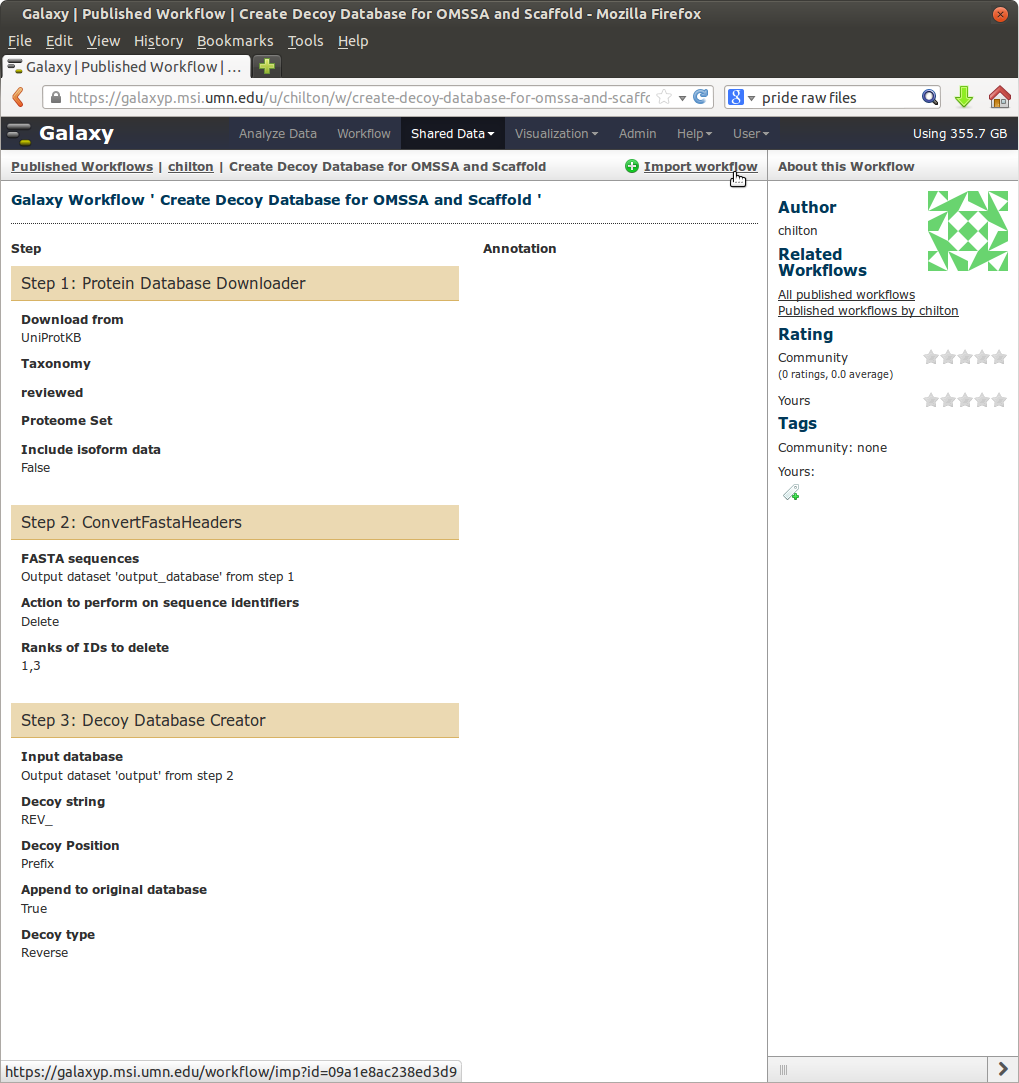 Galaxy | Published Workflow | Create Decoy Database for OMSSA and Scaffold - Mozilla Firefox
File Edit View History Bookmarks Tools Help
Galaxy | Published Workflow | ...
https://galaxyp.msi.umn.edu/u/chilton/w/create-decoy-database-for-omssa-and-scaffc
8 pride raw files
Galaxy Analyze Data Workflow Shared Data Visualization Admin Help User Using 355.7 GB
Published Workflows | chilton | Create Decoy Database for OMSSA and Scaffold Import workflow About this Workflow
Galaxy Workflow ' Create Decoy Database for OMSSA and Scaffold '
Step Annotation
Step 1: Protein Database Downloader
Download from
UniProtKB
Taxonomy
reviewed
Proteome Set
Include isoform data
False
Step 2: ConvertFastaHeaders
FASTA sequences
Output dataset 'output_database' from step 1
Action to perform on sequence identifiers
Delete
Ranks of IDs to delete
1,3
Step 3: Decoy Database Creator
Input database
Output dataset 'output' from step 2
Decoy string
REV_
Decoy Position
Prefix
Append to original database
True
Decoy type
Reverse
Author
chilton
Related
Workflows
All published workflows
Published workflows by chilton
Rating
Community
(0 ratings, 0.0 average)
Yours
Tags
Community: none
Yours:
https://galaxyp.msi.umn.edu/workflow/imp?id=09a1e8ac238ed3d9